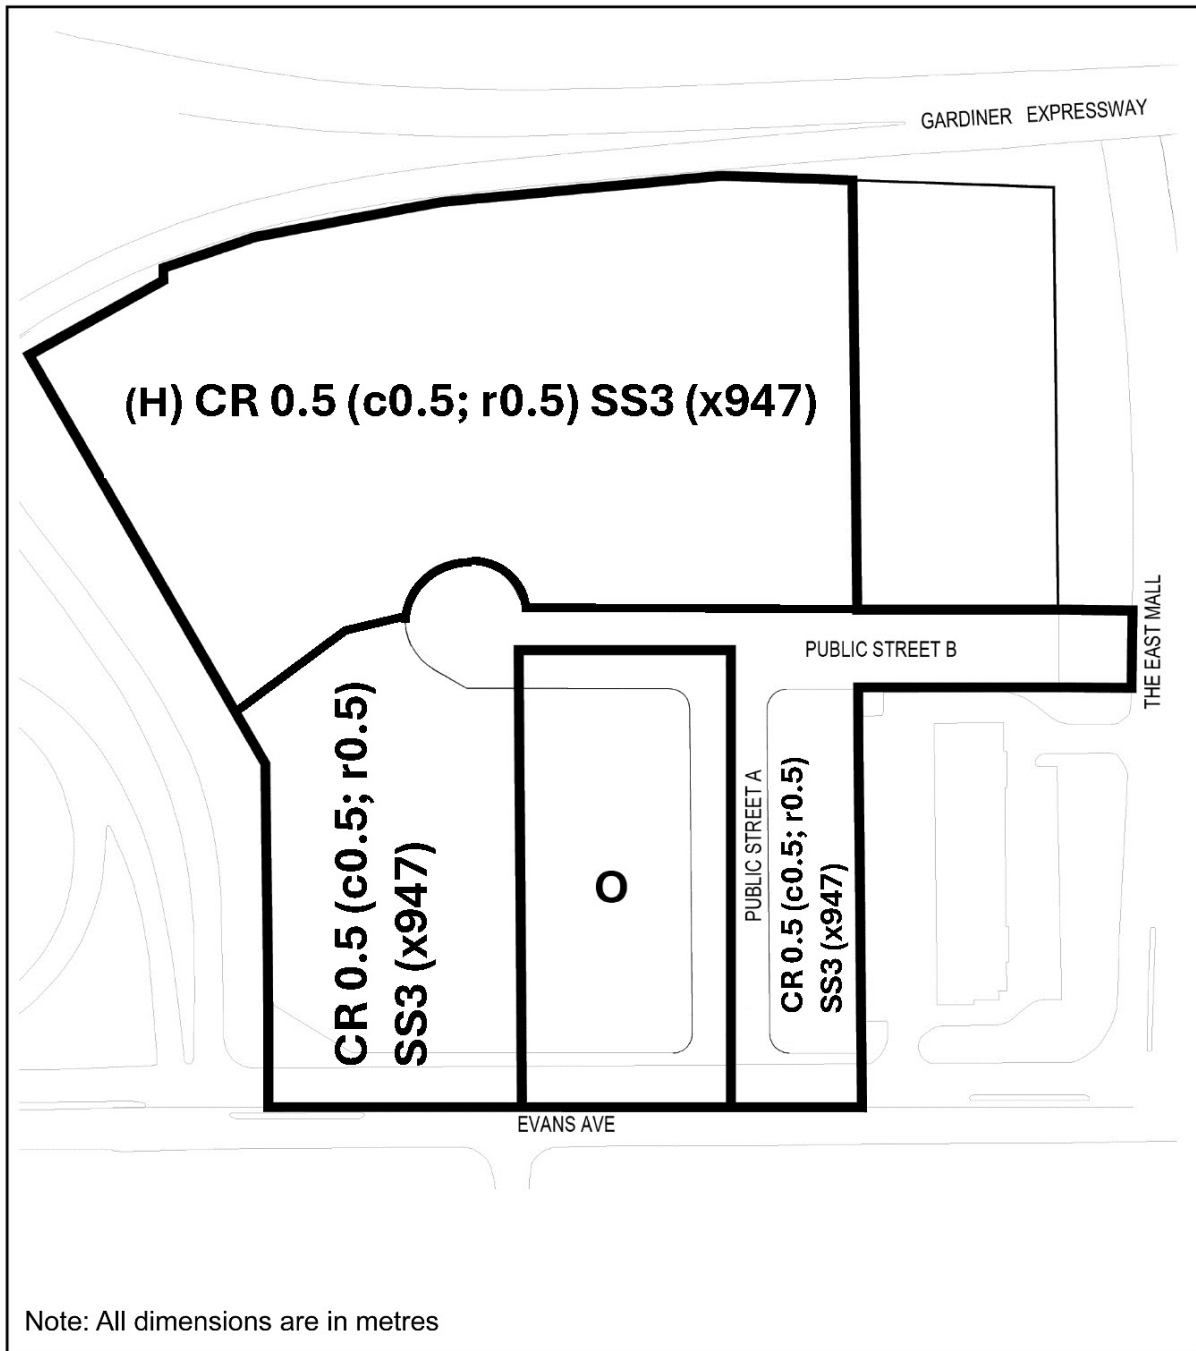 GARDINER EXPRESSWAY
(H) CR 0.5 (c0.5; r0.5) SS3 (x947)
THE EAST MALL
PUBLIC STREET B
CR 0.5 (c0.5; r0.5)
SS3 (x947)
O
PUBLIC STREET A
CR 0.5 (c0.5; r0.5)
SS3 (x947)
EVANS AVE
Note: All dimensions are in metres